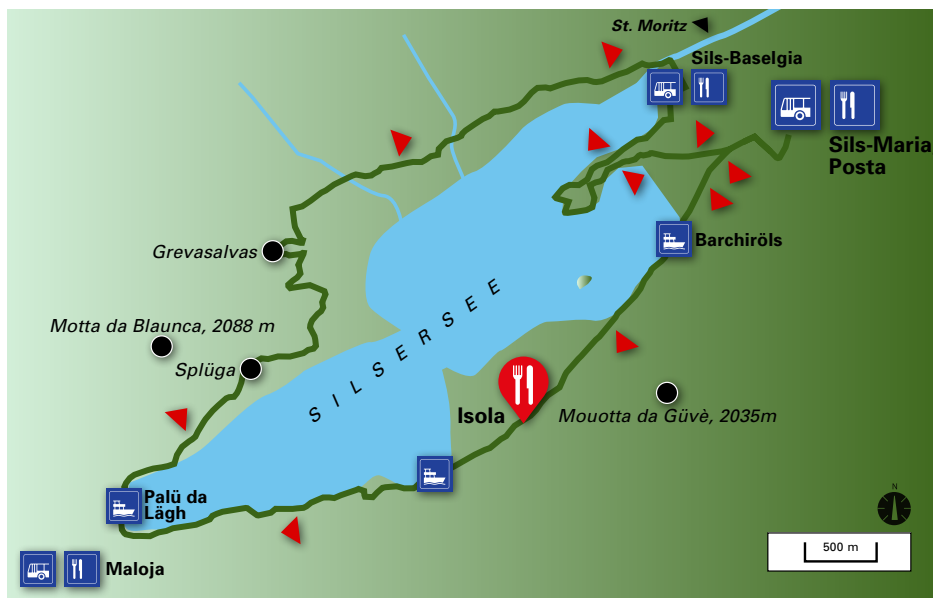 St. Moritz
Sils-Baselgia
Sils-Maria
Posta
Barchiröls
Grevasalvas
Motta da Blaunca, 2088 m
Splüga
SILSERSEE
Isola
Mouotta da Güvè, 2035m
Palü da
Lägh
N
500 m
Maloja